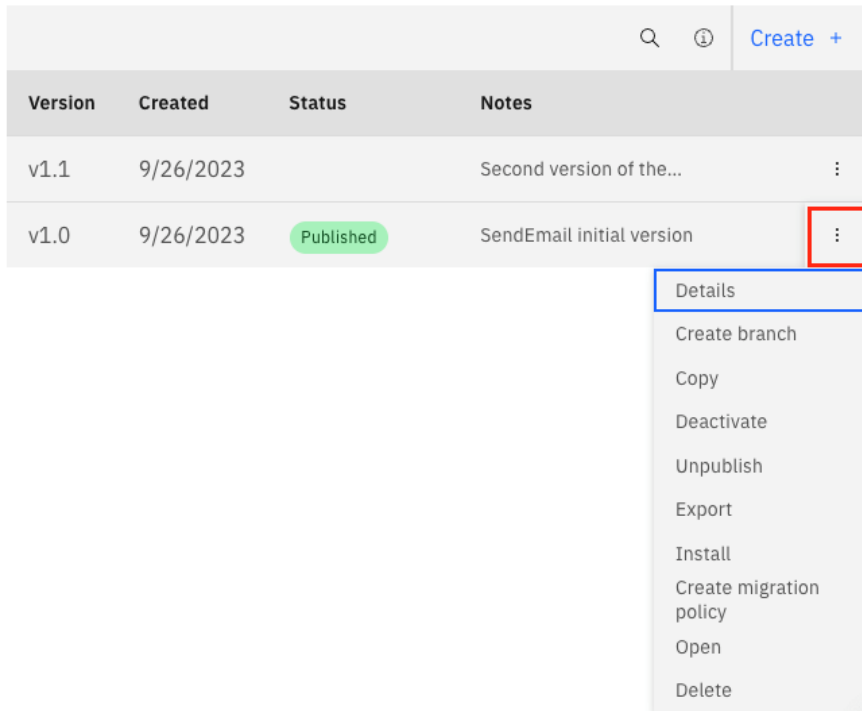 Create +
Version Created Status Notes
v1.1 9/26/2023 Second version of the...
v1.0 9/26/2023 Published SendEmail initial version
Details
Create branch
Copy
Deactivate
Unpublish
Export
Install
Create migration
policy
Open
Delete